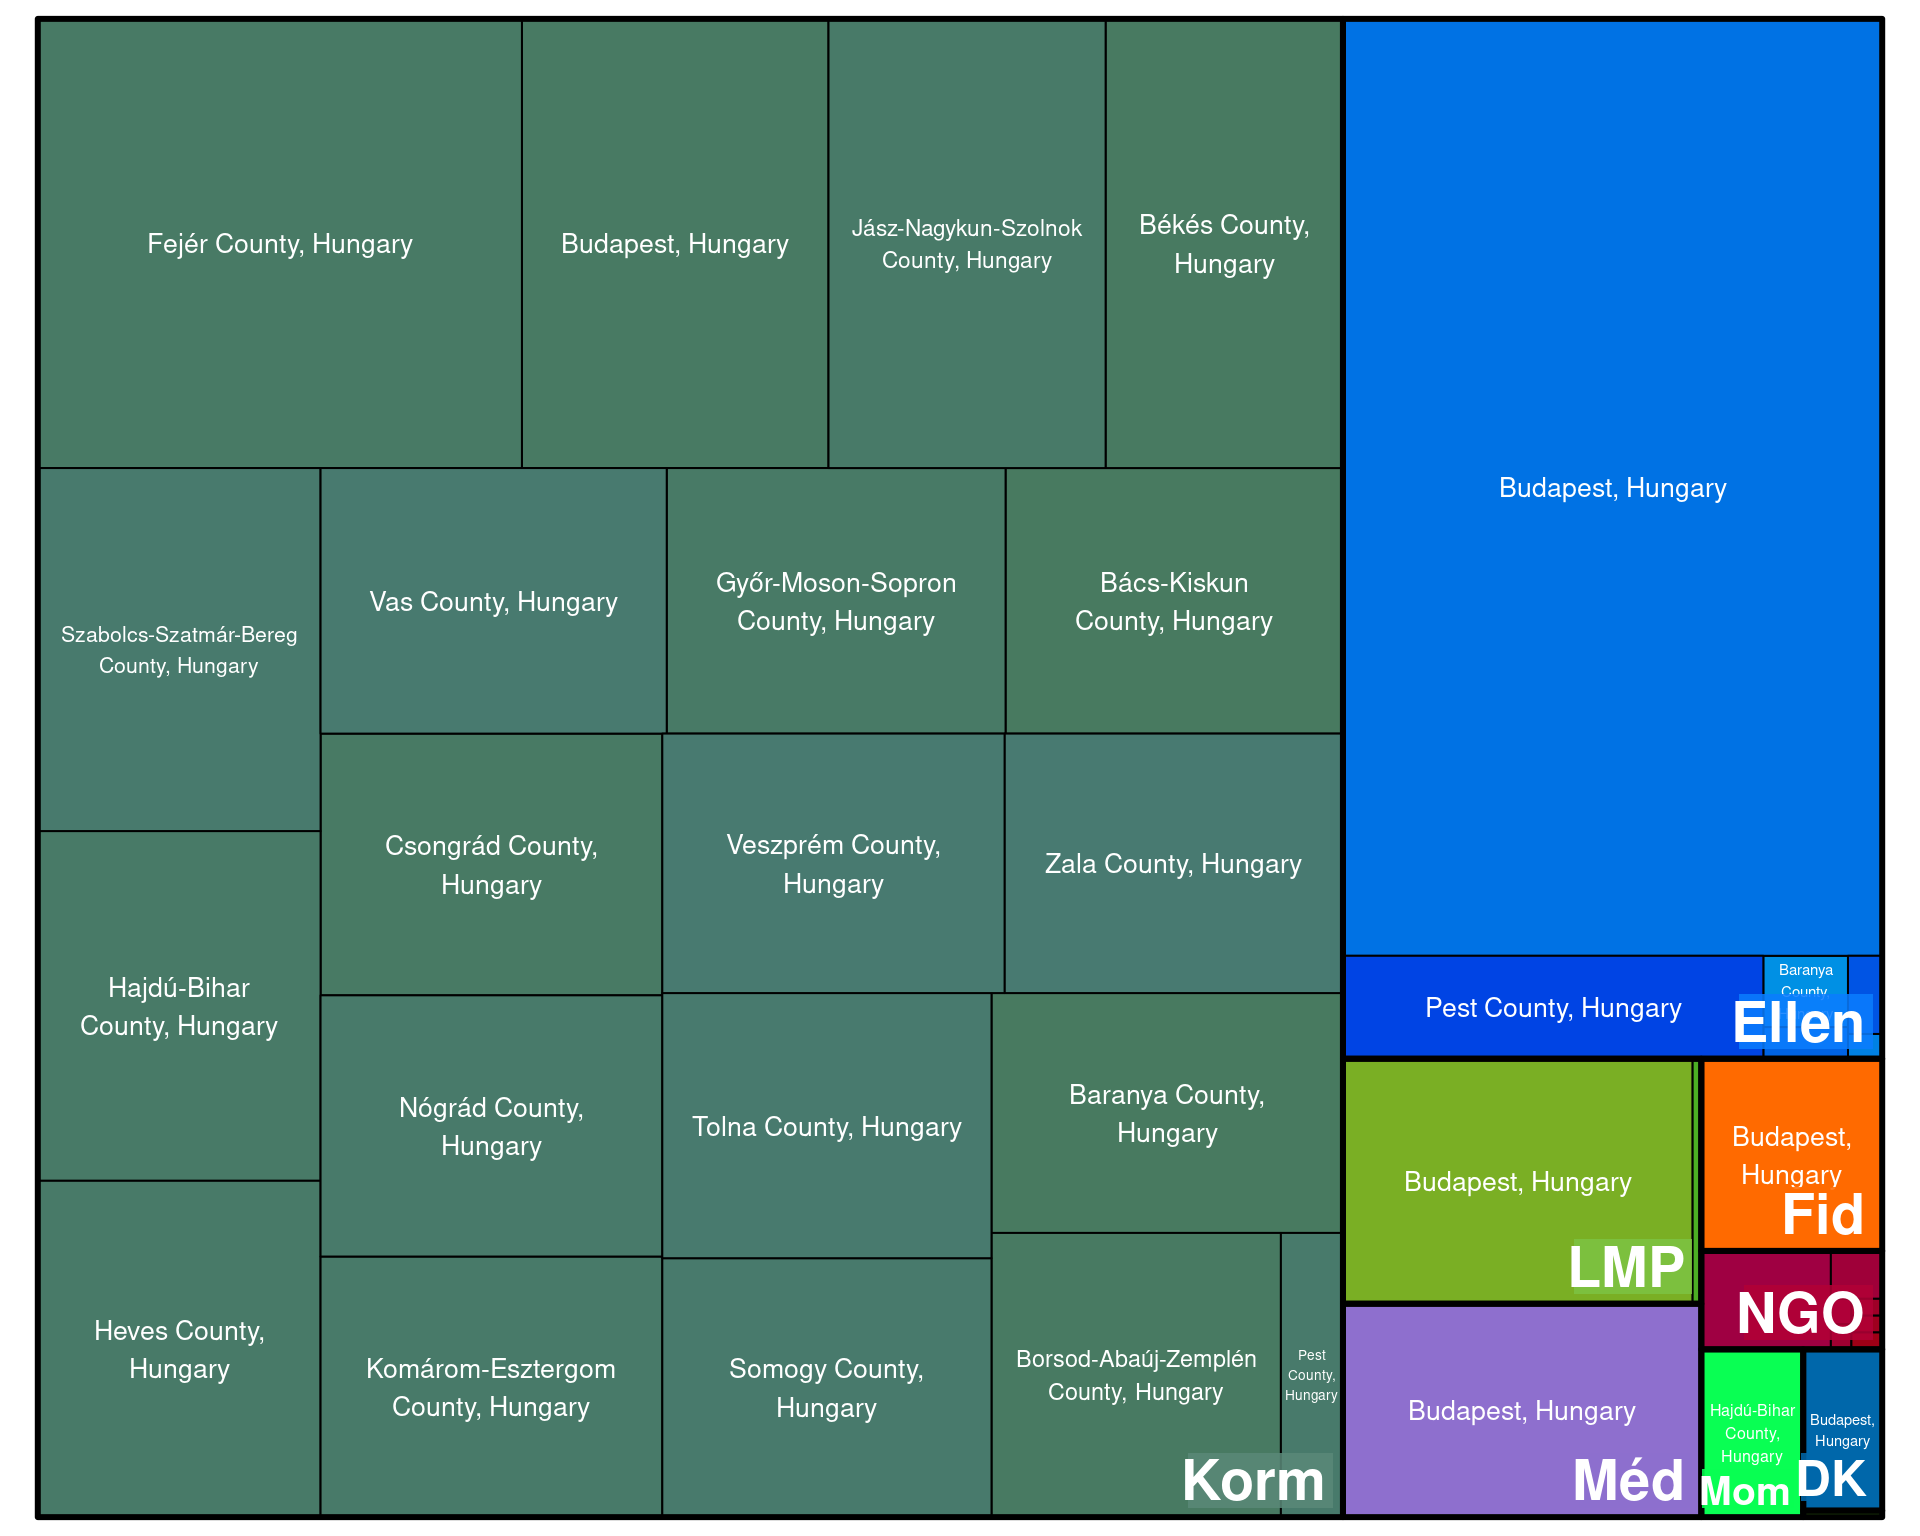 Fejér County, Hungary
Budapest, Hungary
Jász-Nagykun-Szolnok
County, Hungary
Békés County,
Hungary
Szabolcs-Szatmár-Bereg
County, Hungary
Vas County, Hungary
Győr-Moson-Sopron
County, Hungary
Bács-Kiskun
County, Hungary
Hajdú-Bihar
County, Hungary
Csongrád County,
Hungary
Veszprém County,
Hungary
Zala County, Hungary
Heves County,
Hungary
Nógrád County,
Hungary
Tolna County, Hungary
Baranya County,
Hungary
Komárom-Esztergom
County, Hungary
Somogy County,
Hungary
Borsod-Abaúj-Zemplén
County, Hungary
Pest
County,
Hungary
Korm
Budapest, Hungary
Pest County, Hungary
Baranya
County,
Ellen
Budapest, Hungary
LMP
Budapest,
Hungary
Fid
NGO
Budapest, Hungary
Méd
Hajdú-Bihar
County,
Hungary
Mom
Budapest,
Hungary
DK